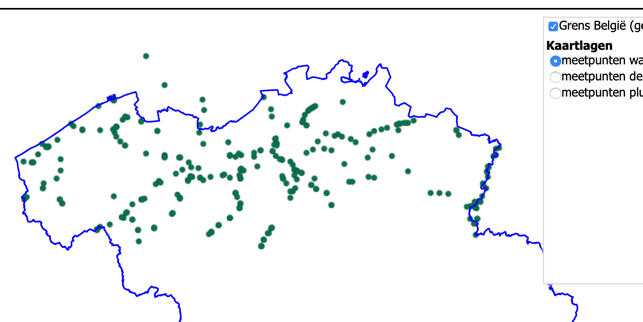 Grens België (ge
Kaartlagen
meetpunten wa
meetpunten de
meetpunten plu